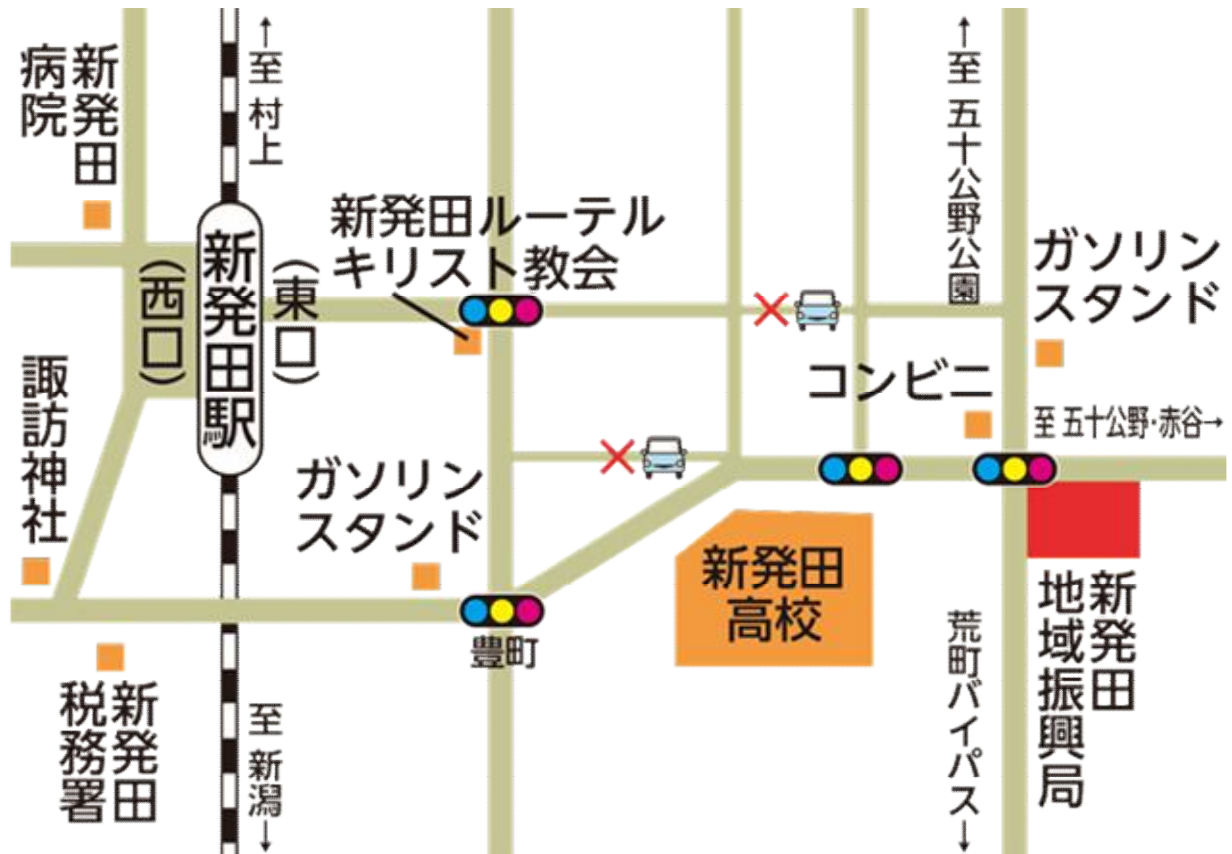 ↑至 村上
↑至 五十公野公園
新発田
病院
新発田ルーテル
キリスト教会
ガソリン
スタンド
(西口)
新発田駅
(東口)
諏訪神社
コンビニ
至 五十公野・赤谷→
ガソリン
スタンド
新発田
高校
豊町
新発田
地域振興局
荒町バイパス→
新発田
税務署
至 新潟→